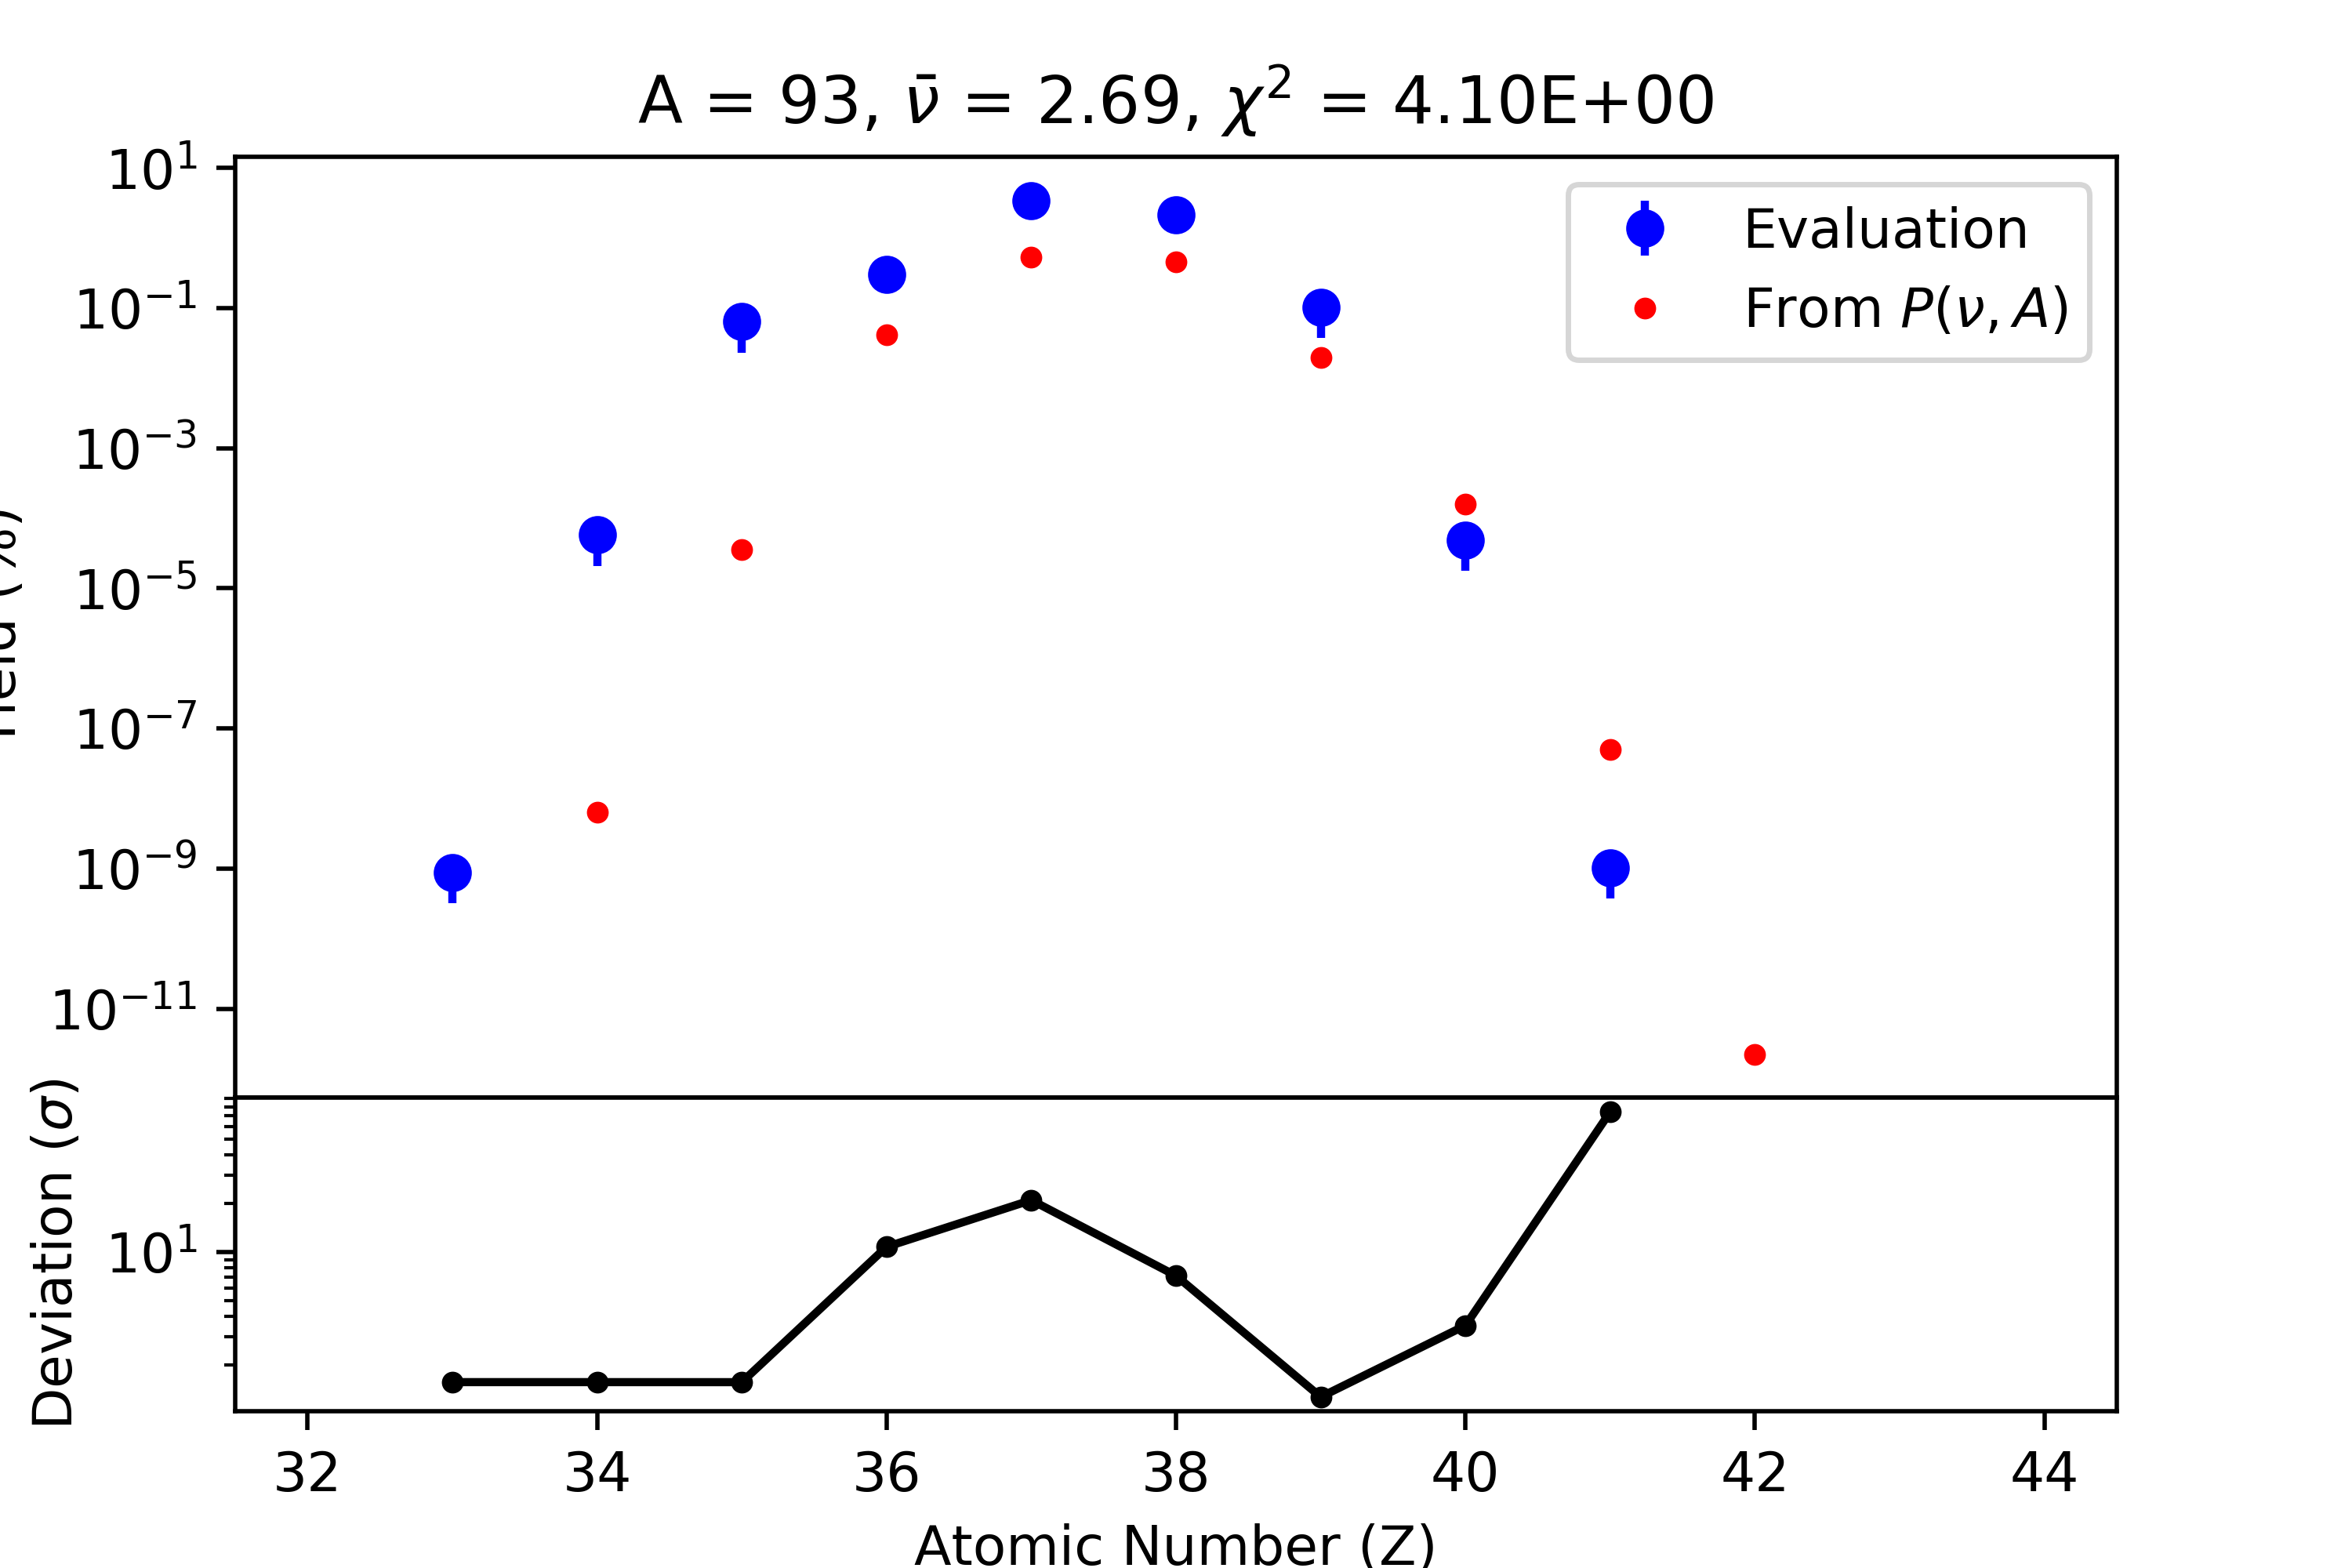 A = 93, ν̄ = 2.69, χ² = 4.10E+00
Evaluation
From P(ν, A)
10¹
10⁻¹
10⁻³
10⁻⁵
10⁻⁷
10⁻⁹
10⁻¹¹
(%)
Deviation (σ)
10¹
32 34 36 38 40 42 44
Atomic Number (Z)